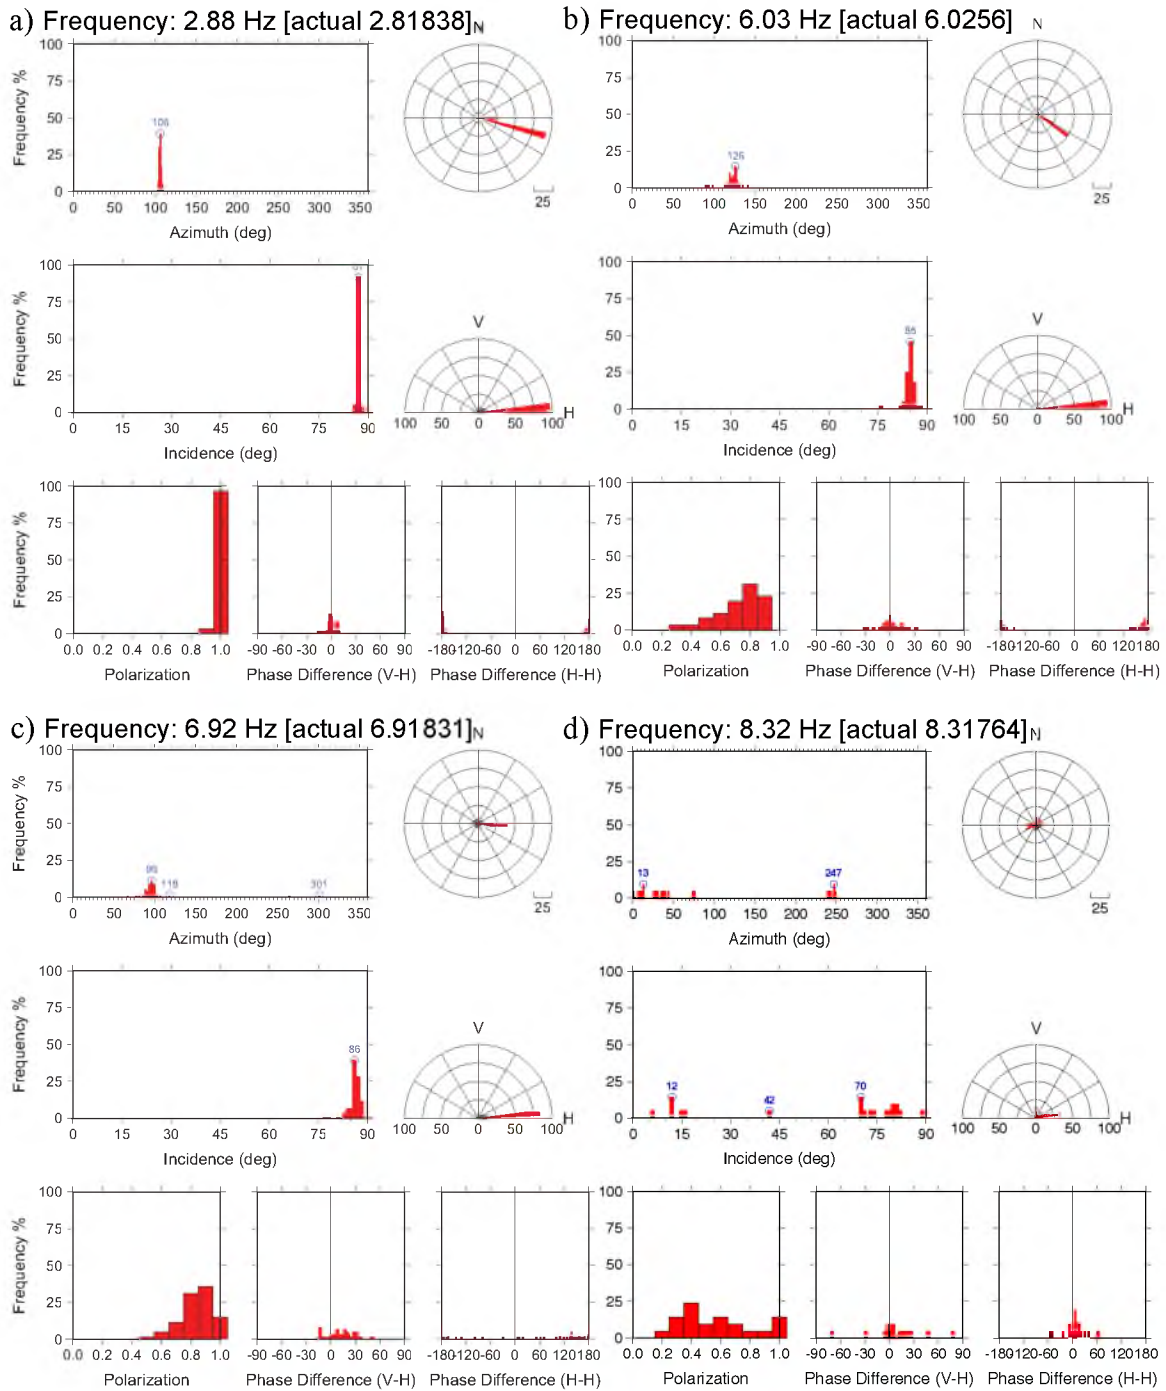 a) Frequency: 2.88 Hz [actual 2.81838]
N
Frequency %
100
75
50
25
0
106
0 50 100 150 200 250 300 350
Azimuth (deg)
25
Frequency %
100
75
50
25
0
0 15 30 45 60 75 90
Incidence (deg)
V
H
100 50 0 50 100
Frequency %
100
75
50
25
0
0.0 0.2 0.4 0.6 0.8 1.0
Polarization
-90 -60 -30 0 30 60 90
Phase Difference (V-H)
-180 -120 -60 0 60 120 180
Phase Difference (H-H)
b) Frequency: 6.03 Hz [actual 6.0256]
N
100
75
50
25
0
126
0 50 100 150 200 250 300 350
Azimuth (deg)
25
100
75
50
25
0
85
0 15 30 45 60 75 90
Incidence (deg)
V
H
100 50 0 50 100
100
75
50
25
0
0.0 0.2 0.4 0.6 0.8 1.0
Polarization
-90 -60 -30 0 30 60 90
Phase Difference (V-H)
-180 -120 -60 0 60 120 180
Phase Difference (H-H)
c) Frequency: 6.92 Hz [actual 6.91831]
N
Frequency %
100
75
50
25
0
118
301
0 50 100 150 200 250 300 350
Azimuth (deg)
25
Frequency %
100
75
50
25
0
86
0 15 30 45 60 75 90
Incidence (deg)
V
H
100 50 0 50 100
Frequency %
100
75
50
25
0
0.0 0.2 0.4 0.6 0.8 1.0
Polarization
-90 -60 -30 0 30 60 90
Phase Difference (V-H)
-180 -120 -60 0 60 120 180
Phase Difference (H-H)
d) Frequency: 8.32 Hz [actual 8.31764]
N
100
75
50
25
0
13
247
0 50 100 150 200 250 300 350
Azimuth (deg)
25
100
75
50
25
0
12
42
70
0 15 30 45 60 75 90
Incidence (deg)
V
H
100 50 0 50 100
100
75
50
25
0
0.0 0.2 0.4 0.6 0.8 1.0
Polarization
-90 -60 -30 0 30 60 90
Phase Difference (V-H)
-180 -120 -60 0 60 120 180
Phase Difference (H-H)